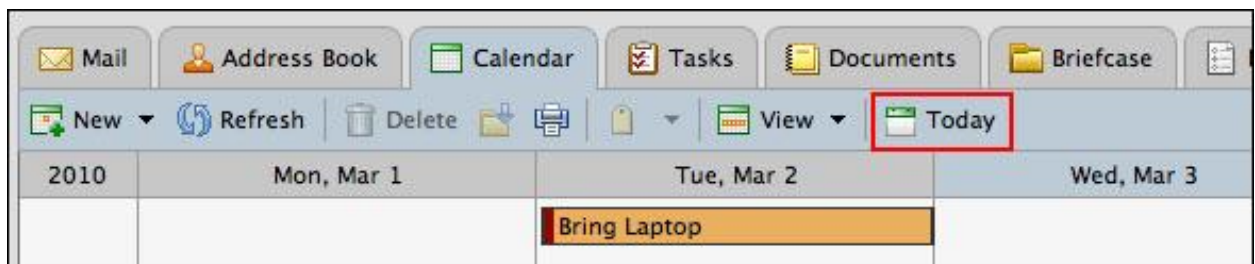 Mail Address Book Calendar Tasks Documents Briefcase
New Refresh Delete View Today
2010 Mon, Mar 1 Tue, Mar 2 Wed, Mar 3
Bring Laptop